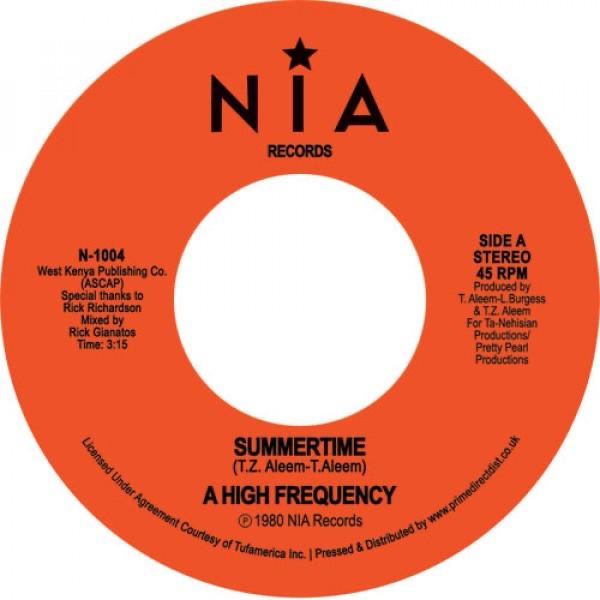 NIA
RECORDS
N-1004
West Kenya Publishing Co.
(ASCAP)
Special thanks to
Rick Richardson
Mixed by
Rick Gianatos
Time: 3:15
SIDE A
STEREO
45 RPM
Produced by
T. Aleem-L.Burgess
& T.Z. Aleem
For Ta-Nehisian
Productions/
Pretty Pearl
Productions
SUMMERTIME
(T.Z. Aleem-T.Aleem)
A HIGH FREQUENCY
℗ 1980 NIA Records
Licensed Under Agreement Courtesy of Tufamerica Inc. | Pressed & Distributed by www.primedirectdist.co.uk